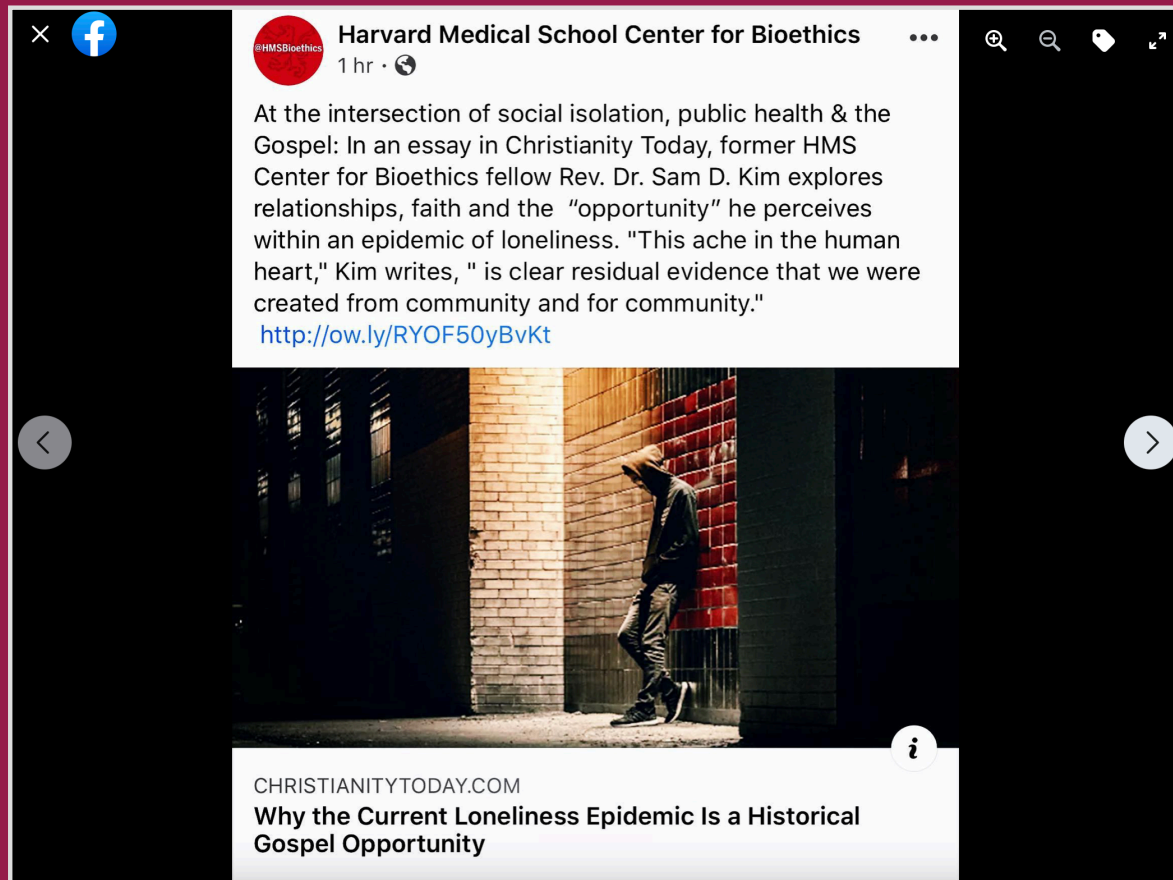 @HMSBioethics
Harvard Medical School Center for Bioethics
1 hr ·
At the intersection of social isolation, public health & the
Gospel: In an essay in Christianity Today, former HMS
Center for Bioethics fellow Rev. Dr. Sam D. Kim explores
relationships, faith and the  “opportunity” he perceives
within an epidemic of loneliness. "This ache in the human
heart," Kim writes, " is clear residual evidence that we were
created from community and for community."
http://ow.ly/RYOF50yBvKt
CHRISTIANITYTODAY.COM
Why the Current Loneliness Epidemic Is a Historical
Gospel Opportunity